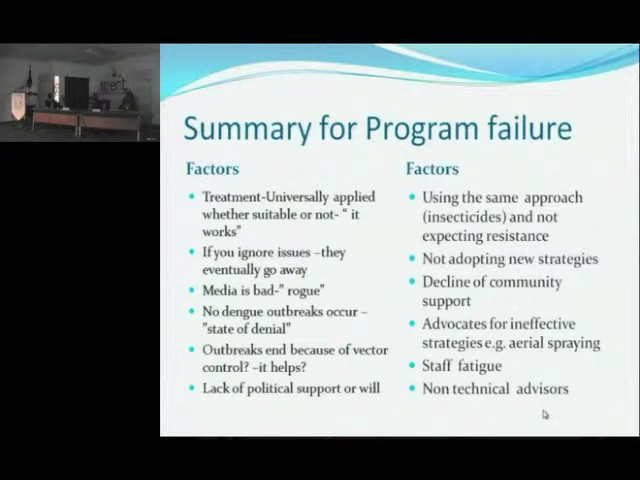 Summary for Program failure
Factors
Treatment-Universally applied
whether suitable or not- “ it
works”
If you ignore issues –they
eventually go away
Media is bad-” rogue”
No dengue outbreaks occur –
”state of denial”
Outbreaks end because of vector
control? –it helps?
Lack of political support or will
Factors
Using the same approach
(insecticides) and not
expecting resistance
Not adopting new strategies
Decline of community
support
Advocates for ineffective
strategies e.g. aerial spraying
Staff fatigue
Non technical advisors